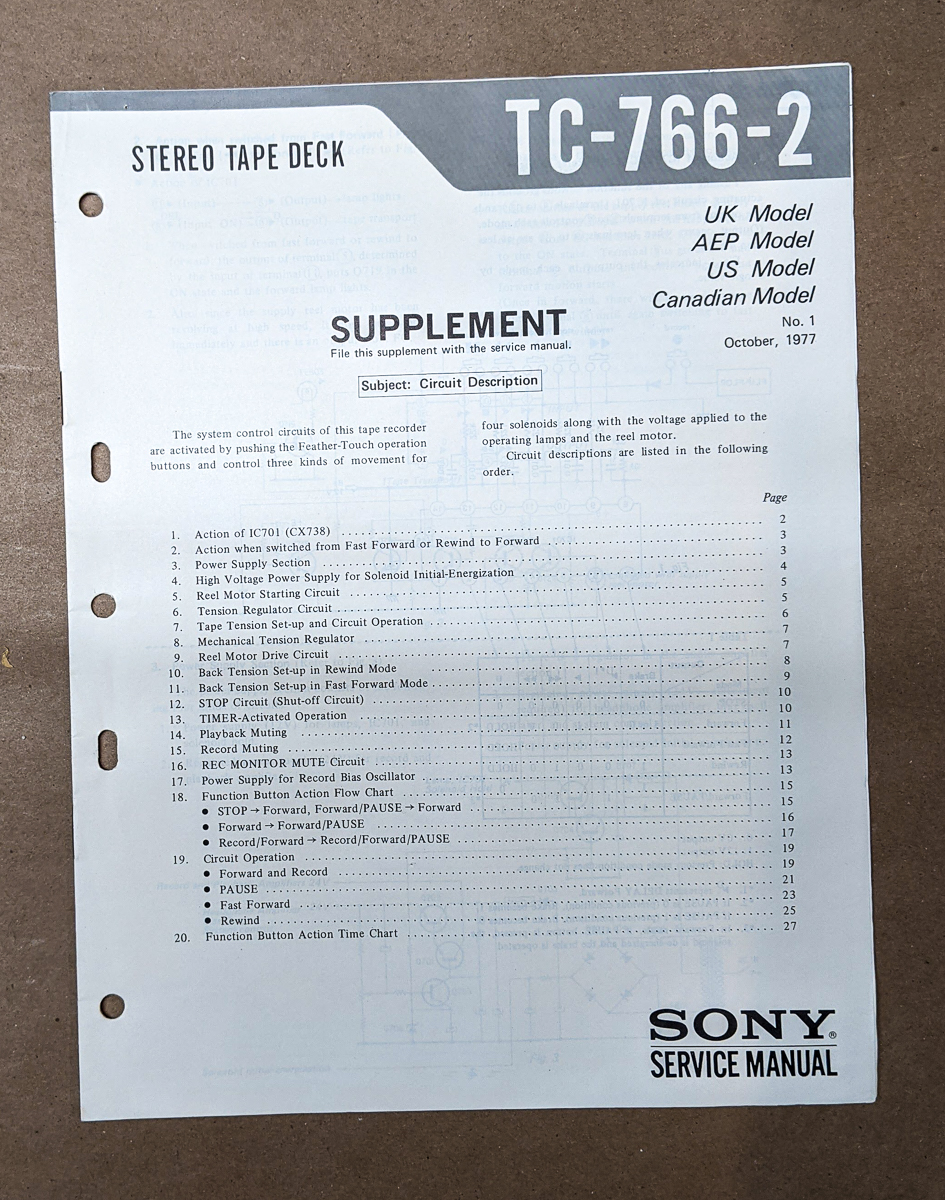 STEREO TAPE DECK
TC-766-2
UK Model
AEP Model
US Model
Canadian Model
No. 1
October, 1977
SUPPLEMENT
File this supplement with the service manual.
Subject: Circuit Description
The system control circuits of this tape recorder
are activated by pushing the Feather-Touch operation
buttons and control three kinds of movement for
four solenoids along with the voltage applied to the
operating lamps and the reel motor.
Circuit descriptions are listed in the following
order.
Page
1. Action of IC701 (CX738) ........ 2
2. Action when switched from Fast Forward or Rewind to Forward ........ 3
3. Power Supply Section ........ 3
4. High Voltage Power Supply for Solenoid Initial-Energization ........ 4
5. Reel Motor Starting Circuit ........ 5
6. Tension Regulator Circuit ........ 5
7. Tape Tension Set-up and Circuit Operation ........ 6
8. Mechanical Tension Regulator ........ 7
9. Reel Motor Drive Circuit ........ 7
10. Back Tension Set-up in Rewind Mode ........ 8
11. Back Tension Set-up in Fast Forward Mode ........ 9
12. STOP Circuit (Shut-off Circuit) ........ 10
13. TIMER-Activated Operation ........ 10
14. Playback Muting ........ 11
15. Record Muting ........ 12
16. REC MONITOR MUTE Circuit ........ 13
17. Power Supply for Record Bias Oscillator ........ 13
18. Function Button Action Flow Chart ........ 15
● STOP → Forward, Forward/PAUSE → Forward ........ 15
● Forward → Forward/PAUSE ........ 16
● Record/Forward → Record/Forward/PAUSE ........ 17
19. Circuit Operation ........ 19
● Forward and Record ........ 19
● PAUSE ........ 21
● Fast Forward ........ 23
● Rewind ........ 25
20. Function Button Action Time Chart ........ 27
SONY®
SERVICE MANUAL